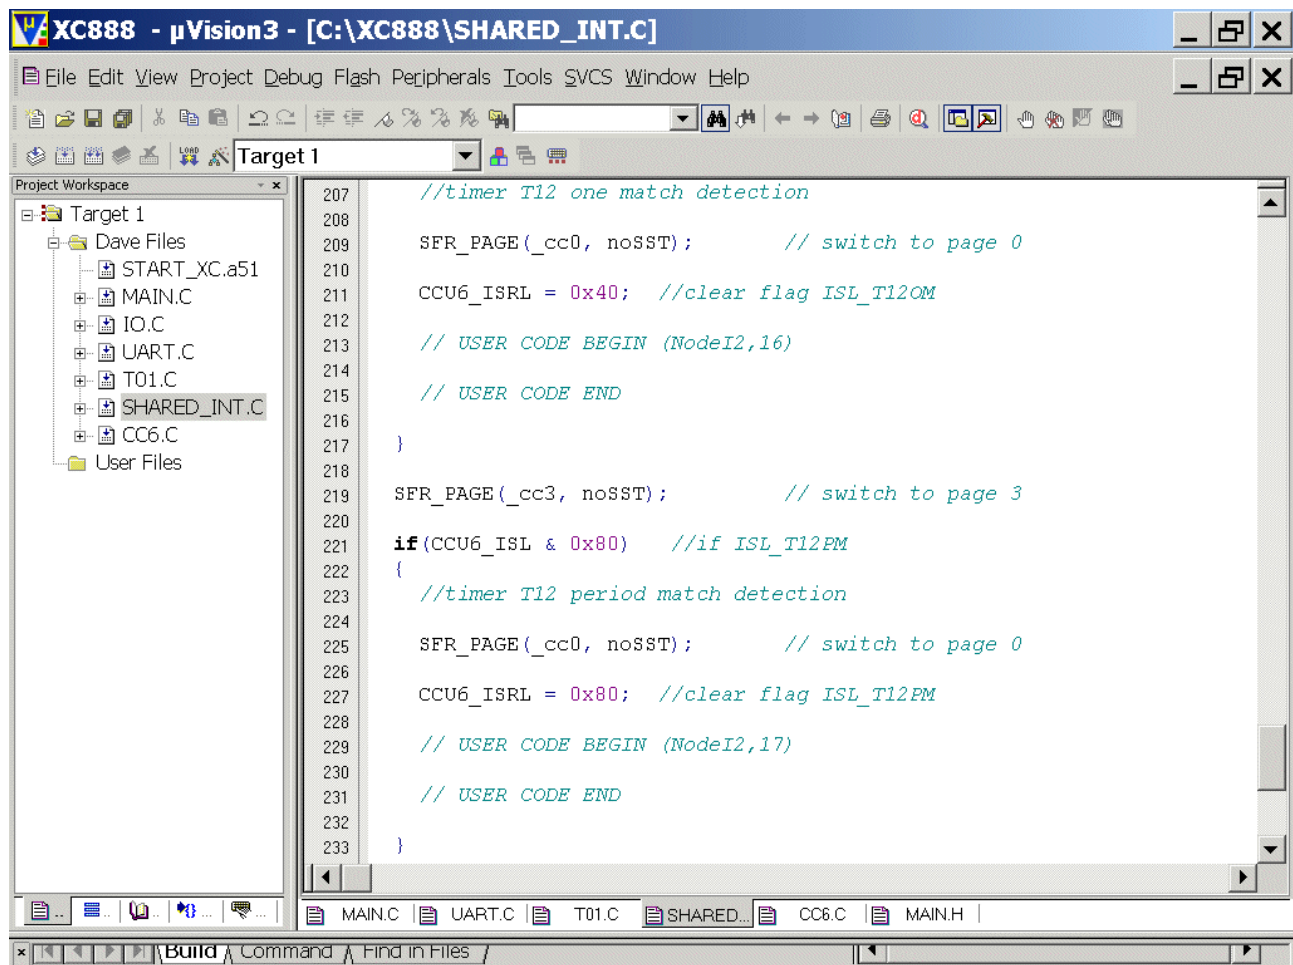 XC888 - µVision3 - [C:\XC888\SHARED_INT.C]
File Edit View Project Debug Flash Peripherals Tools SVCS Window Help
LOAD Target 1
Project Workspace
Target 1
Dave Files
START_XC.a51
MAIN.C
IO.C
UART.C
T01.C
SHARED_INT.C
CC6.C
User Files
207 //timer T12 one match detection
208
209 SFR_PAGE(_cc0, noSST); // switch to page 0
210
211 CCU6_ISRL = 0x40; //clear flag ISL_T12OM
212
213 // USER CODE BEGIN (NodeI2,16)
214
215 // USER CODE END
216
217 }
218
219 SFR_PAGE(_cc3, noSST); // switch to page 3
220
221 if(CCU6_ISL & 0x80) //if ISL_T12PM
222 {
223 //timer T12 period match detection
224
225 SFR_PAGE(_cc0, noSST); // switch to page 0
226
227 CCU6_ISRL = 0x80; //clear flag ISL_T12PM
228
229 // USER CODE BEGIN (NodeI2,17)
230
231 // USER CODE END
232
233 }
MAIN.C UART.C T01.C SHARED... CC6.C MAIN.H
Build Command Find in Files